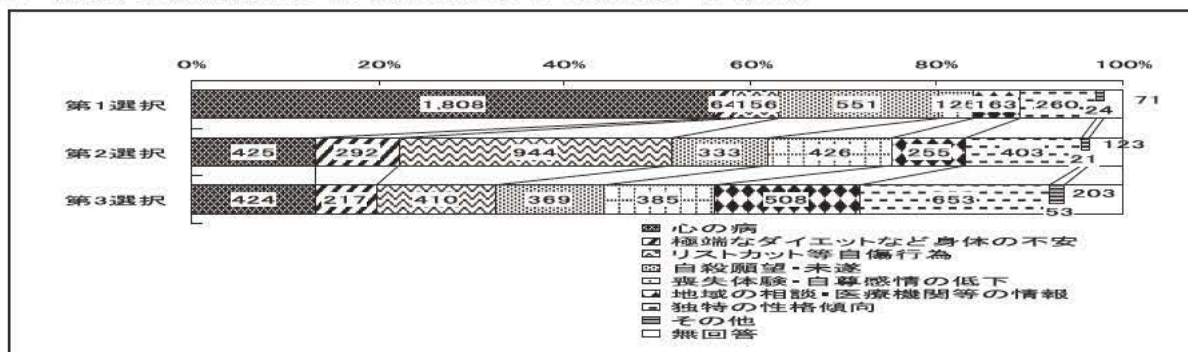 0% 20% 40% 60% 80% 100%
第1選択 1,808 64 156 551 125 163 260 24 71
第2選択 425 292 944 333 426 255 403 21 123
第3選択 424 217 410 369 385 508 653 53 203
心の病
極端なダイエットなど身体の不安
リストカット等自傷行為
自殺願望・未遂
喪失体験・自尊感情の低下
地域の相談・医療機関等の情報
独特の性格傾向
その他
無回答